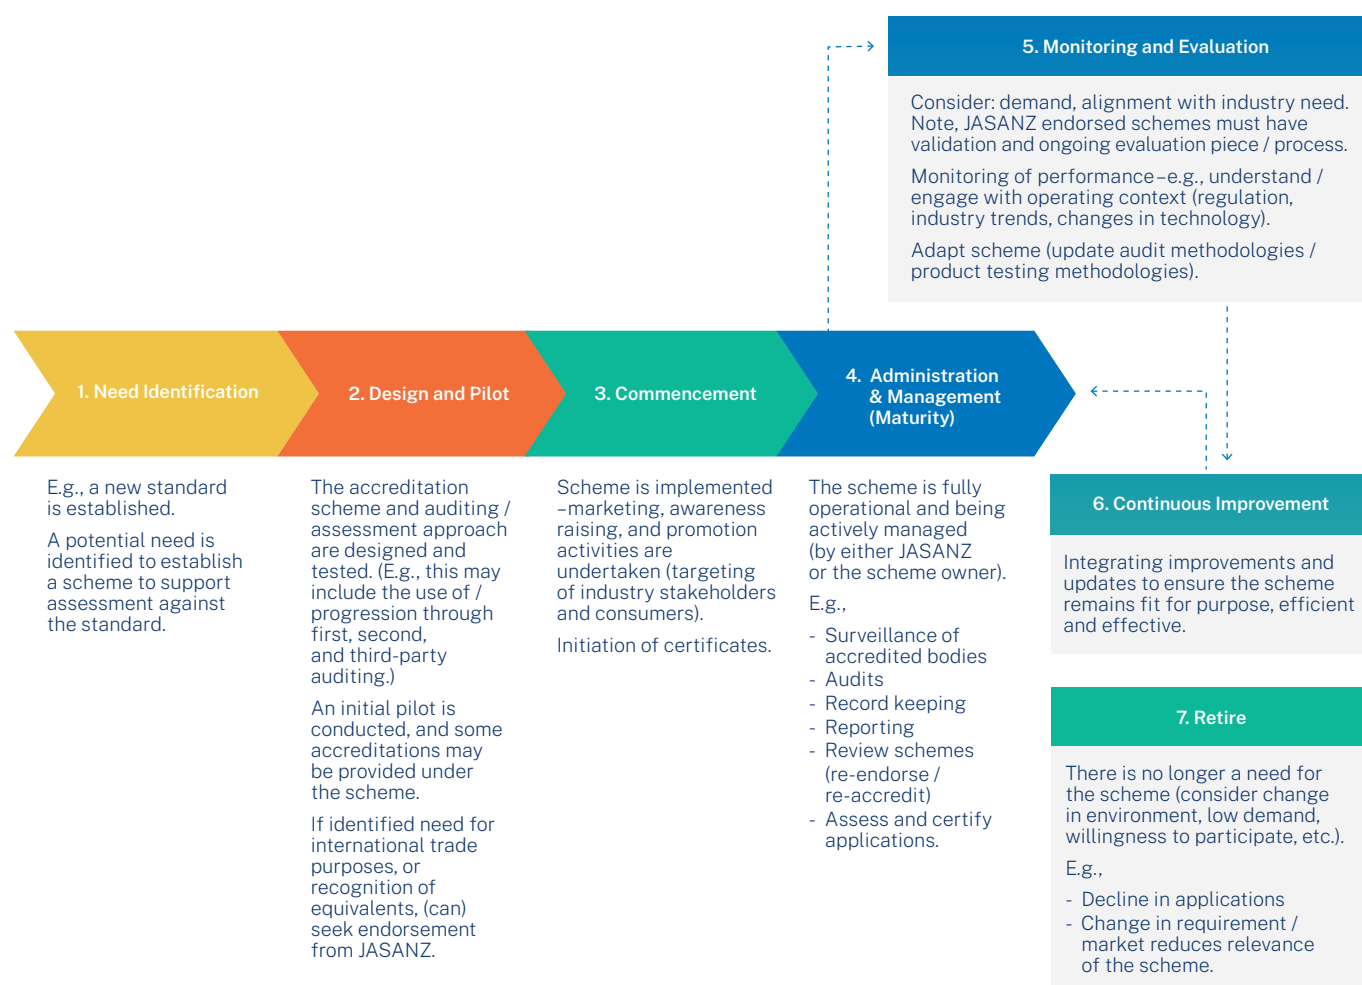 5. Monitoring and Evaluation
Consider: demand, alignment with industry need.
Note, JASANZ endorsed schemes must have
validation and ongoing evaluation piece / process.
Monitoring of performance – e.g., understand /
engage with operating context (regulation,
industry trends, changes in technology).
Adapt scheme (update audit methodologies /
product testing methodologies).
1. Need Identification
E.g., a new standard
is established.
A potential need is
identified to establish
a scheme to support
assessment against
the standard.
2. Design and Pilot
The accreditation
scheme and auditing /
assessment approach
are designed and
tested. (E.g., this may
include the use of /
progression through
first, second,
and third-party
auditing.)
An initial pilot is
conducted, and some
accreditations may
be provided under
the scheme.
If identified need for
international trade
purposes, or
recognition of
equivalents, (can)
seek endorsement
from JASANZ.
3. Commencement
Scheme is implemented
– marketing, awareness
raising, and promotion
activities are
undertaken (targeting
of industry stakeholders
and consumers).
Initiation of certificates.
4. Administration
& Management
(Maturity)
The scheme is fully
operational and being
actively managed
(by either JASANZ
or the scheme owner).
E.g.,
- Surveillance of
accredited bodies
- Audits
- Record keeping
- Reporting
- Review schemes
(re-endorse /
re-accredit)
- Assess and certify
applications.
6. Continuous Improvement
Integrating improvements and
updates to ensure the scheme
remains fit for purpose, efficient
and effective.
7. Retire
There is no longer a need for
the scheme (consider change
in environment, low demand,
willingness to participate, etc.).
E.g.,
- Decline in applications
- Change in requirement /
market reduces relevance
of the scheme.